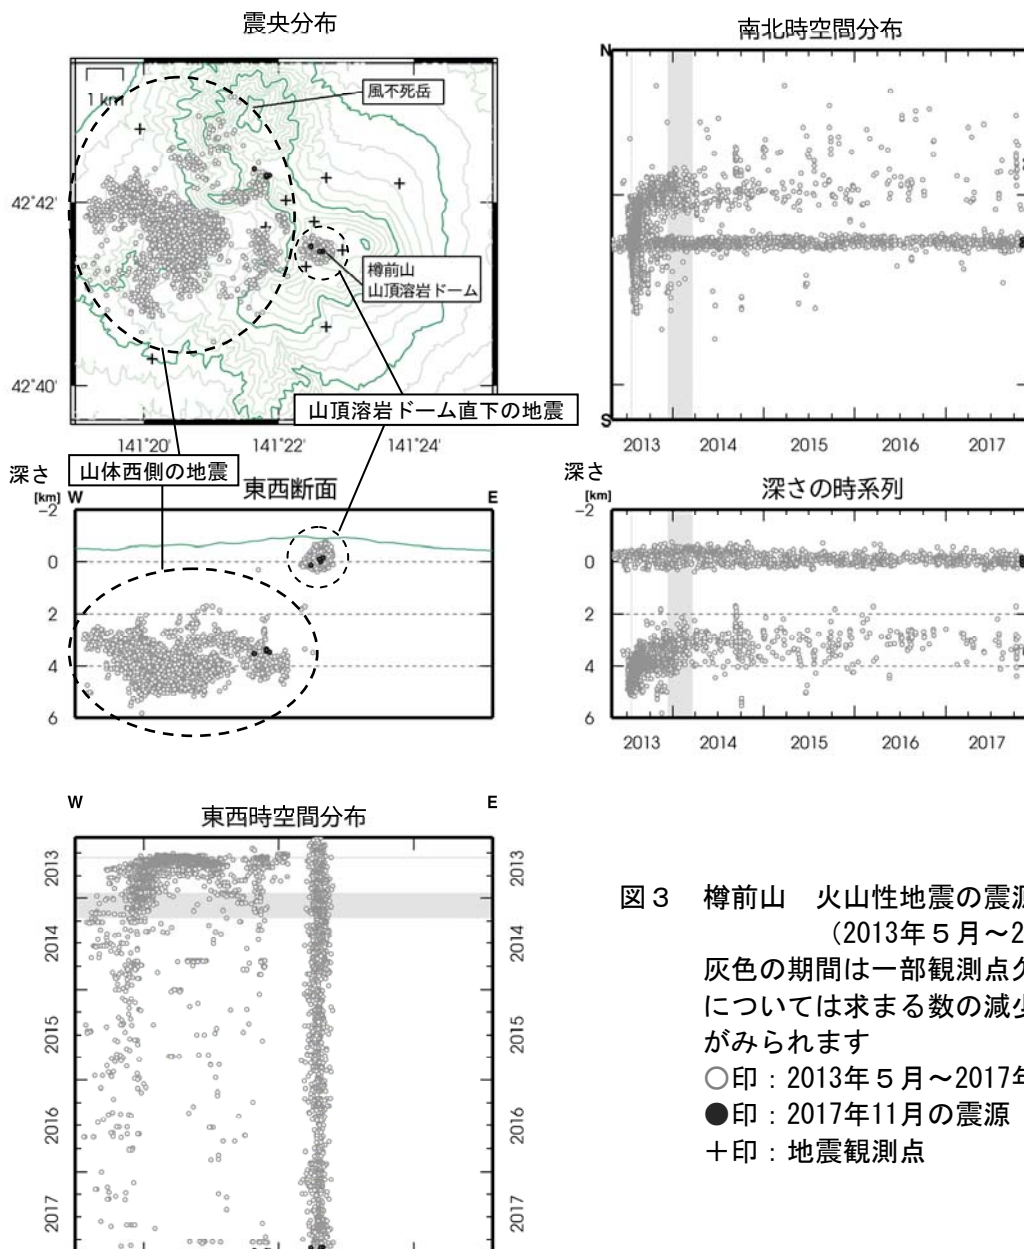 震央分布
1 km
風不死岳
42°42'
樽前山
山頂溶岩ドーム
42°40'
山頂溶岩ドーム直下の地震
141°20'
141°22'
141°24'
山体西側の地震
南北時空間分布
N
S
2013
2014
2015
2016
2017
深さ
[km]
W
東西断面
E
-2
0
2
4
6
深さ
[km]
深さの時系列
-2
0
2
4
6
2013
2014
2015
2016
2017
W
東西時空間分布
E
2013
2014
2015
2016
2017
2013
2014
2015
2016
2017
図3 樽前山 火山性地震の震源
(2013年5月～2
灰色の期間は一部観測点欠
については求まる数の減少
がみられます
○印：2013年5月～2017年
●印：2017年11月の震源
＋印：地震観測点